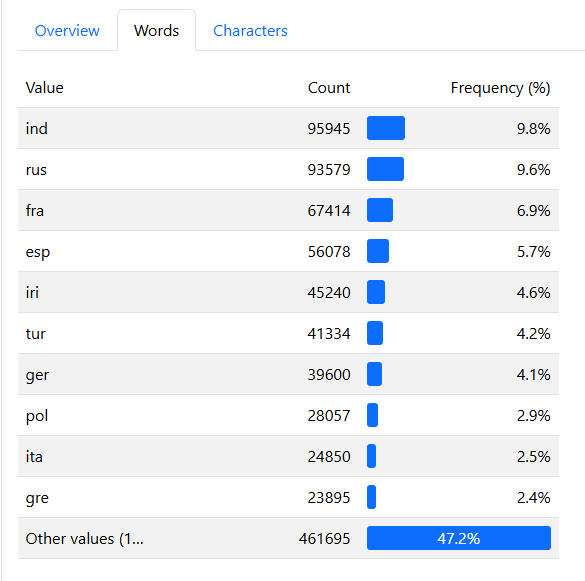 Overview Words Characters
Value Count Frequency (%)
ind 95945 9.8%
rus 93579 9.6%
fra 67414 6.9%
esp 56078 5.7%
iri 45240 4.6%
tur 41334 4.2%
ger 39600 4.1%
pol 28057 2.9%
ita 24850 2.5%
gre 23895 2.4%
Other values (1... 461695 47.2%